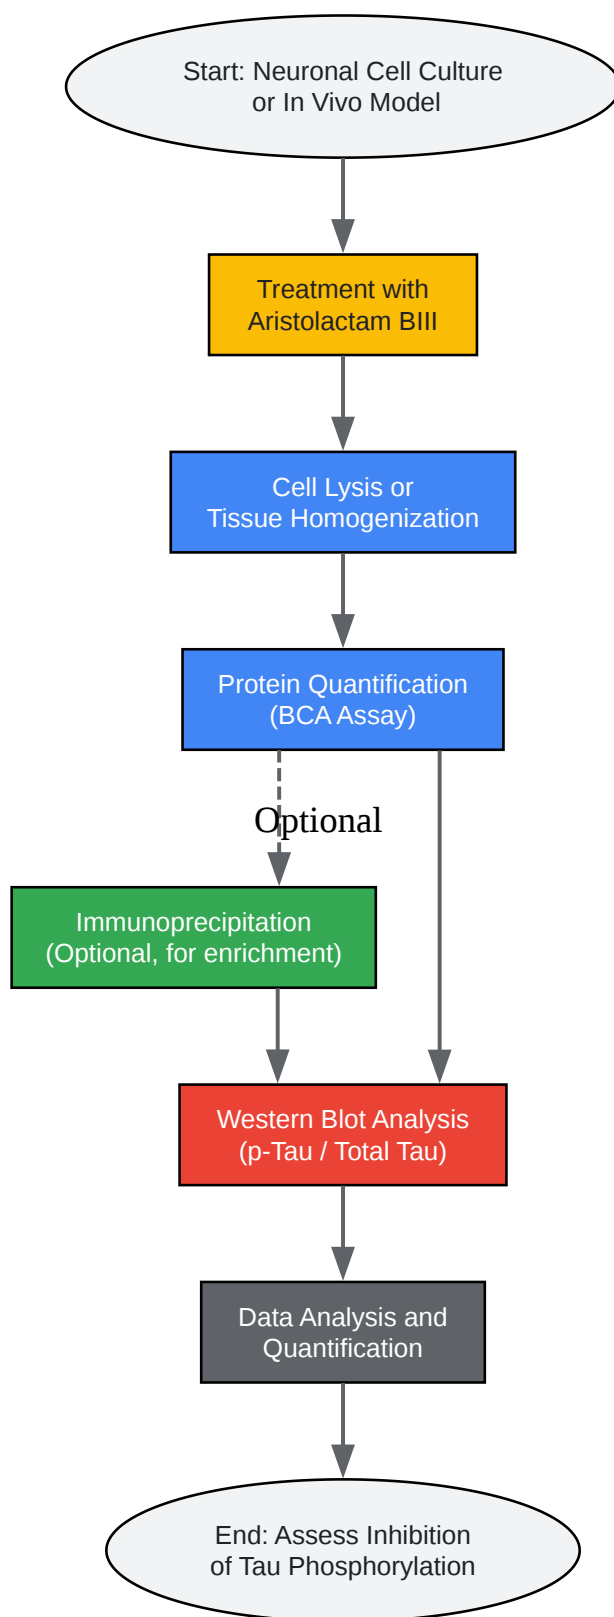 Start: Neuronal Cell Culture
or In Vivo Model
Treatment with
Aristolactam BIII
Cell Lysis or
Tissue Homogenization
Protein Quantification
(BCA Assay)
Optional
Immunoprecipitation
(Optional, for enrichment)
Western Blot Analysis
(p-Tau / Total Tau)
Data Analysis and
Quantification
End: Assess Inhibition
of Tau Phosphorylation